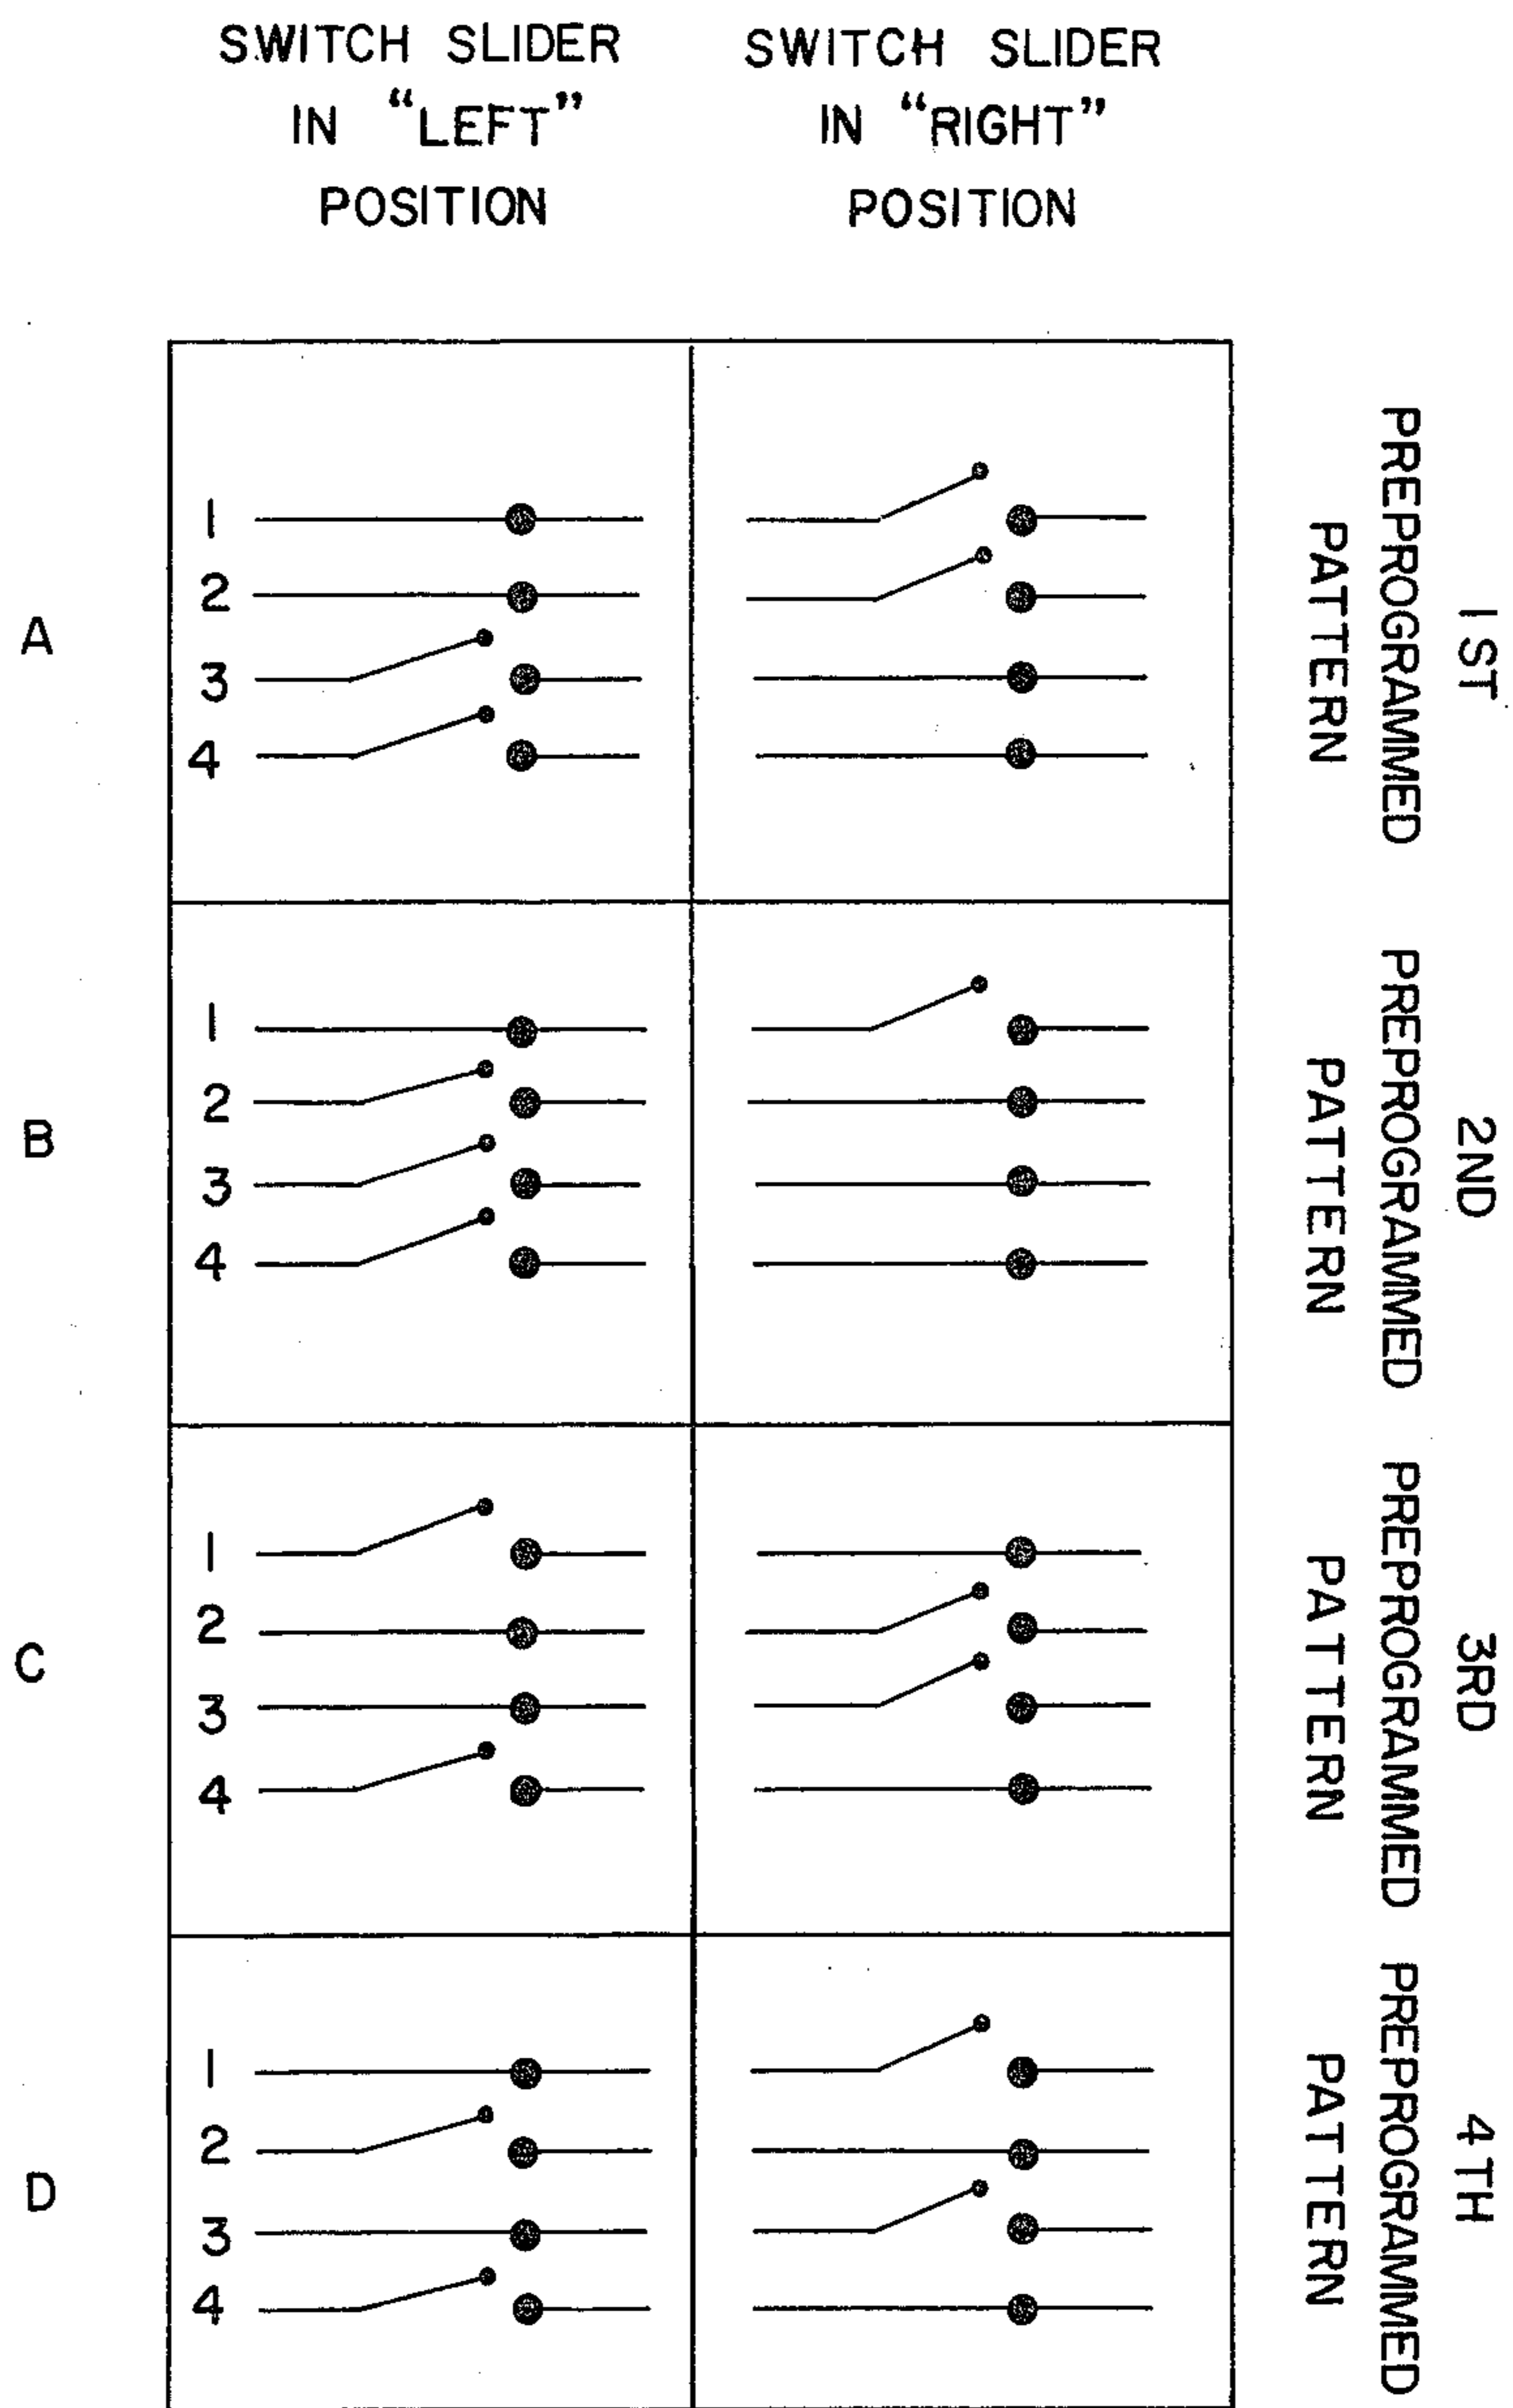 SWITCH SLIDER
IN “LEFT”
POSITION
SWITCH SLIDER
IN “RIGHT”
POSITION
A
1
2
3
4
1ST
PREPROGRAMMED
PATTERN
B
1
2
3
4
2ND
PREPROGRAMMED
PATTERN
C
1
2
3
4
3RD
PREPROGRAMMED
PATTERN
D
1
2
3
4
4TH
PREPROGRAMMED
PATTERN